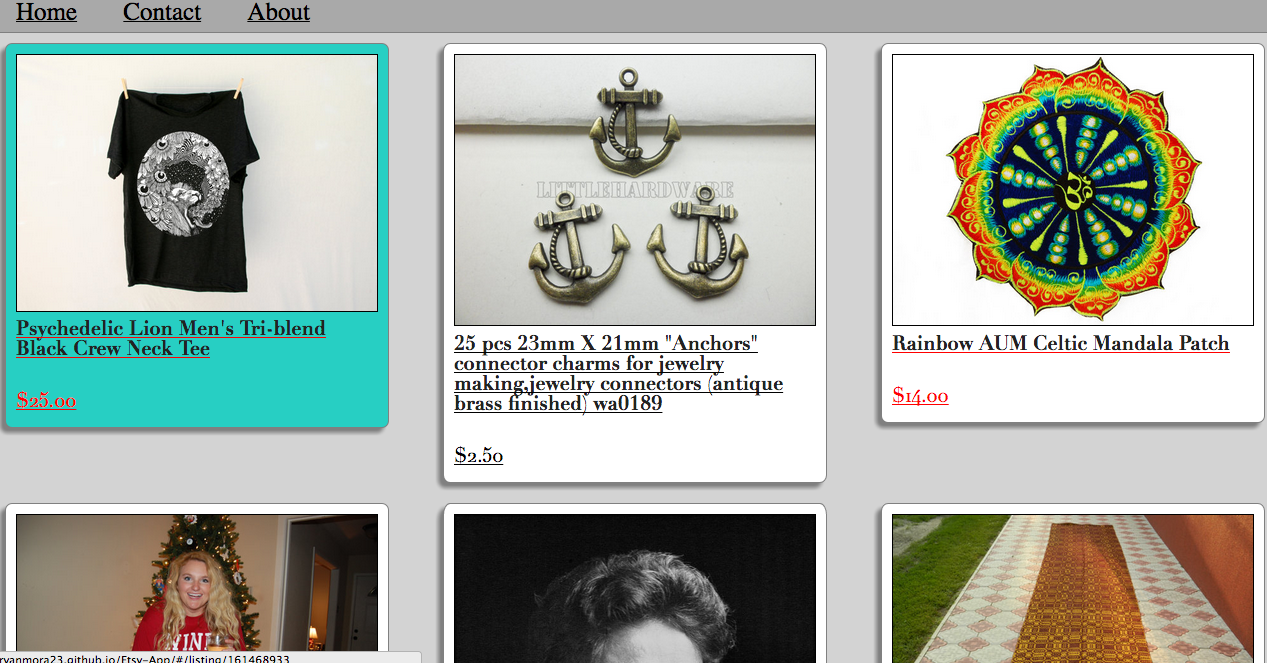 Home Contact About
LITTLEHARDWARE
Psychedelic Lion Men's Tri-blend
Black Crew Neck Tee
$25.00
25 pcs 23mm X 21mm "Anchors"
connector charms for jewelry
making,jewelry connectors (antique
brass finished) wa0189
$2.50
Rainbow AUM Celtic Mandala Patch
$14.00
ryanmora23.github.io/Etsy-App/#/listing/161468933